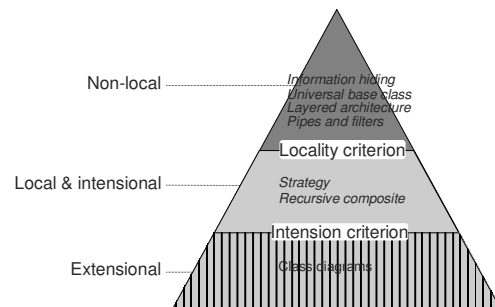 Non-local
Information hiding
Universal base class
Layered architecture
Pipes and filters
Locality criterion
Local & intensional
Strategy
Recursive composite
Intension criterion
Extensional
Class diagrams